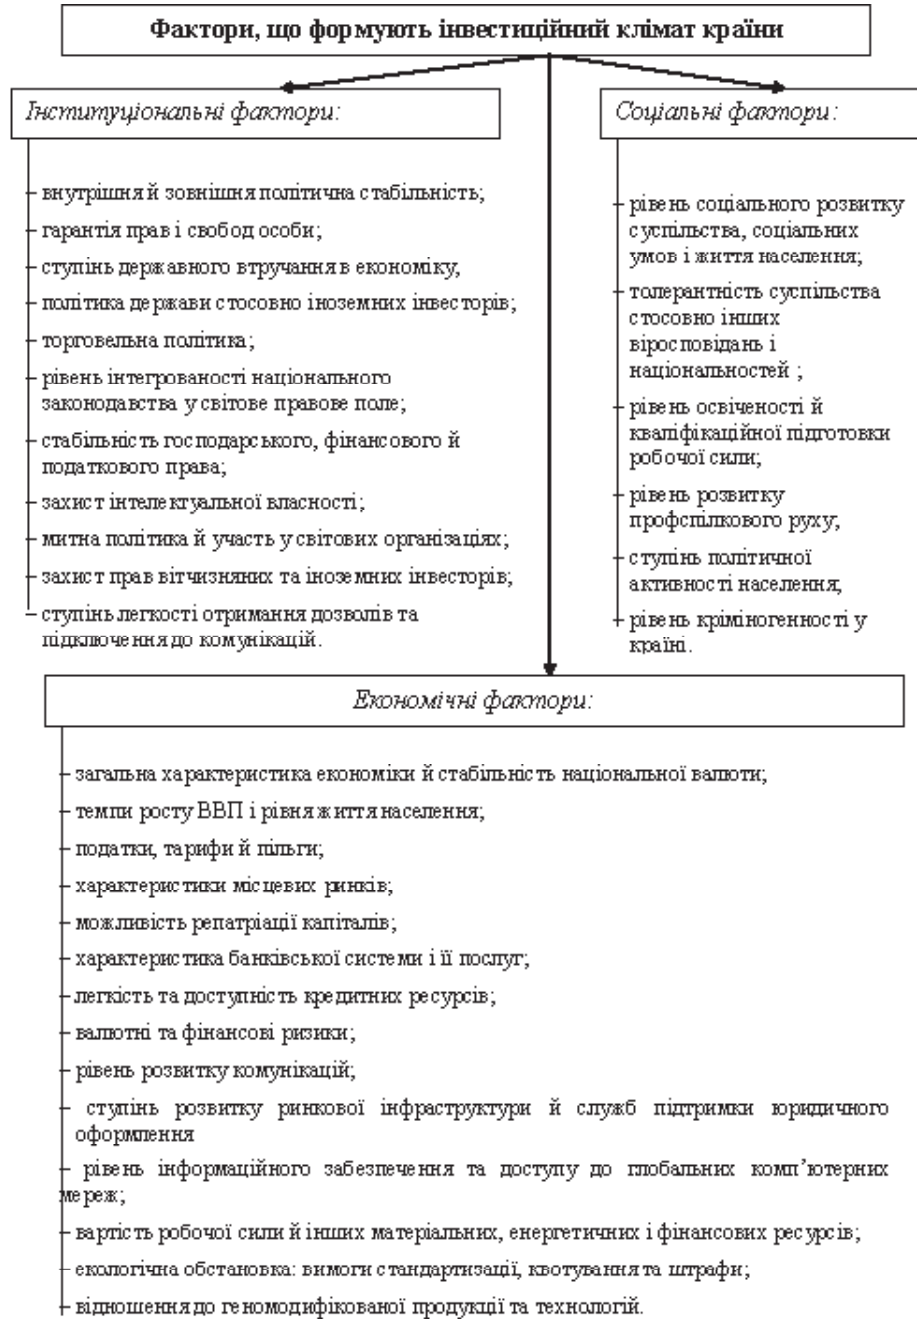 Фактори, що формують інвестиційний клімат країни
Інституціональні фактори:
внутрішня й зовнішня політична стабільність;
гарантія прав і свобод особи;
ступінь державного втручання в економіку;
політика держави стосовно іноземних інвесторів;
торговельна політика;
рівень інтегрованості національного
законодавства у світове правове поле;
стабільність господарського, фінансового й
податкового права;
захист інтелектуальної власності;
митна політика й участь у світових організаціях;
захист прав вітчизняних та іноземних інвесторів;
ступінь легкості отримання дозволів та
підключення до комунікацій.
Соціальні фактори:
рівень соціального розвитку
суспільства, соціальних
умов і життя населення;
толерантність суспільства
стосовно інших
віросповідань і
національностей ;
рівень освіченості й
кваліфікаційної підготовки
робочої сили;
рівень розвитку
профспілкового руху;
ступінь політичної
активності населення;
рівень криміногенності у
країні.
Економічні фактори:
загальна характеристика економіки й стабільність національної валюти;
темпи росту ВВП і рівня життя населення;
податки, тарифи й пільги;
характеристики місцевих ринків;
можливість репатріації капіталів;
характеристика банківської системи і її послуг;
легкість та доступність кредитних ресурсів;
валютні та фінансові ризики;
рівень розвитку комунікацій;
ступінь розвитку ринкової інфраструктури й служб підтримки юридичного
оформлення
рівень інформаційного забезпечення та доступу до глобальних комп’ютерних
мереж;
вартість робочої сили й інших матеріальних, енергетичних і фінансових ресурсів;
екологічна обстановка: вимоги стандартизації, квотування та штрафи;
відношення до геномодифікованої продукції та технологій.